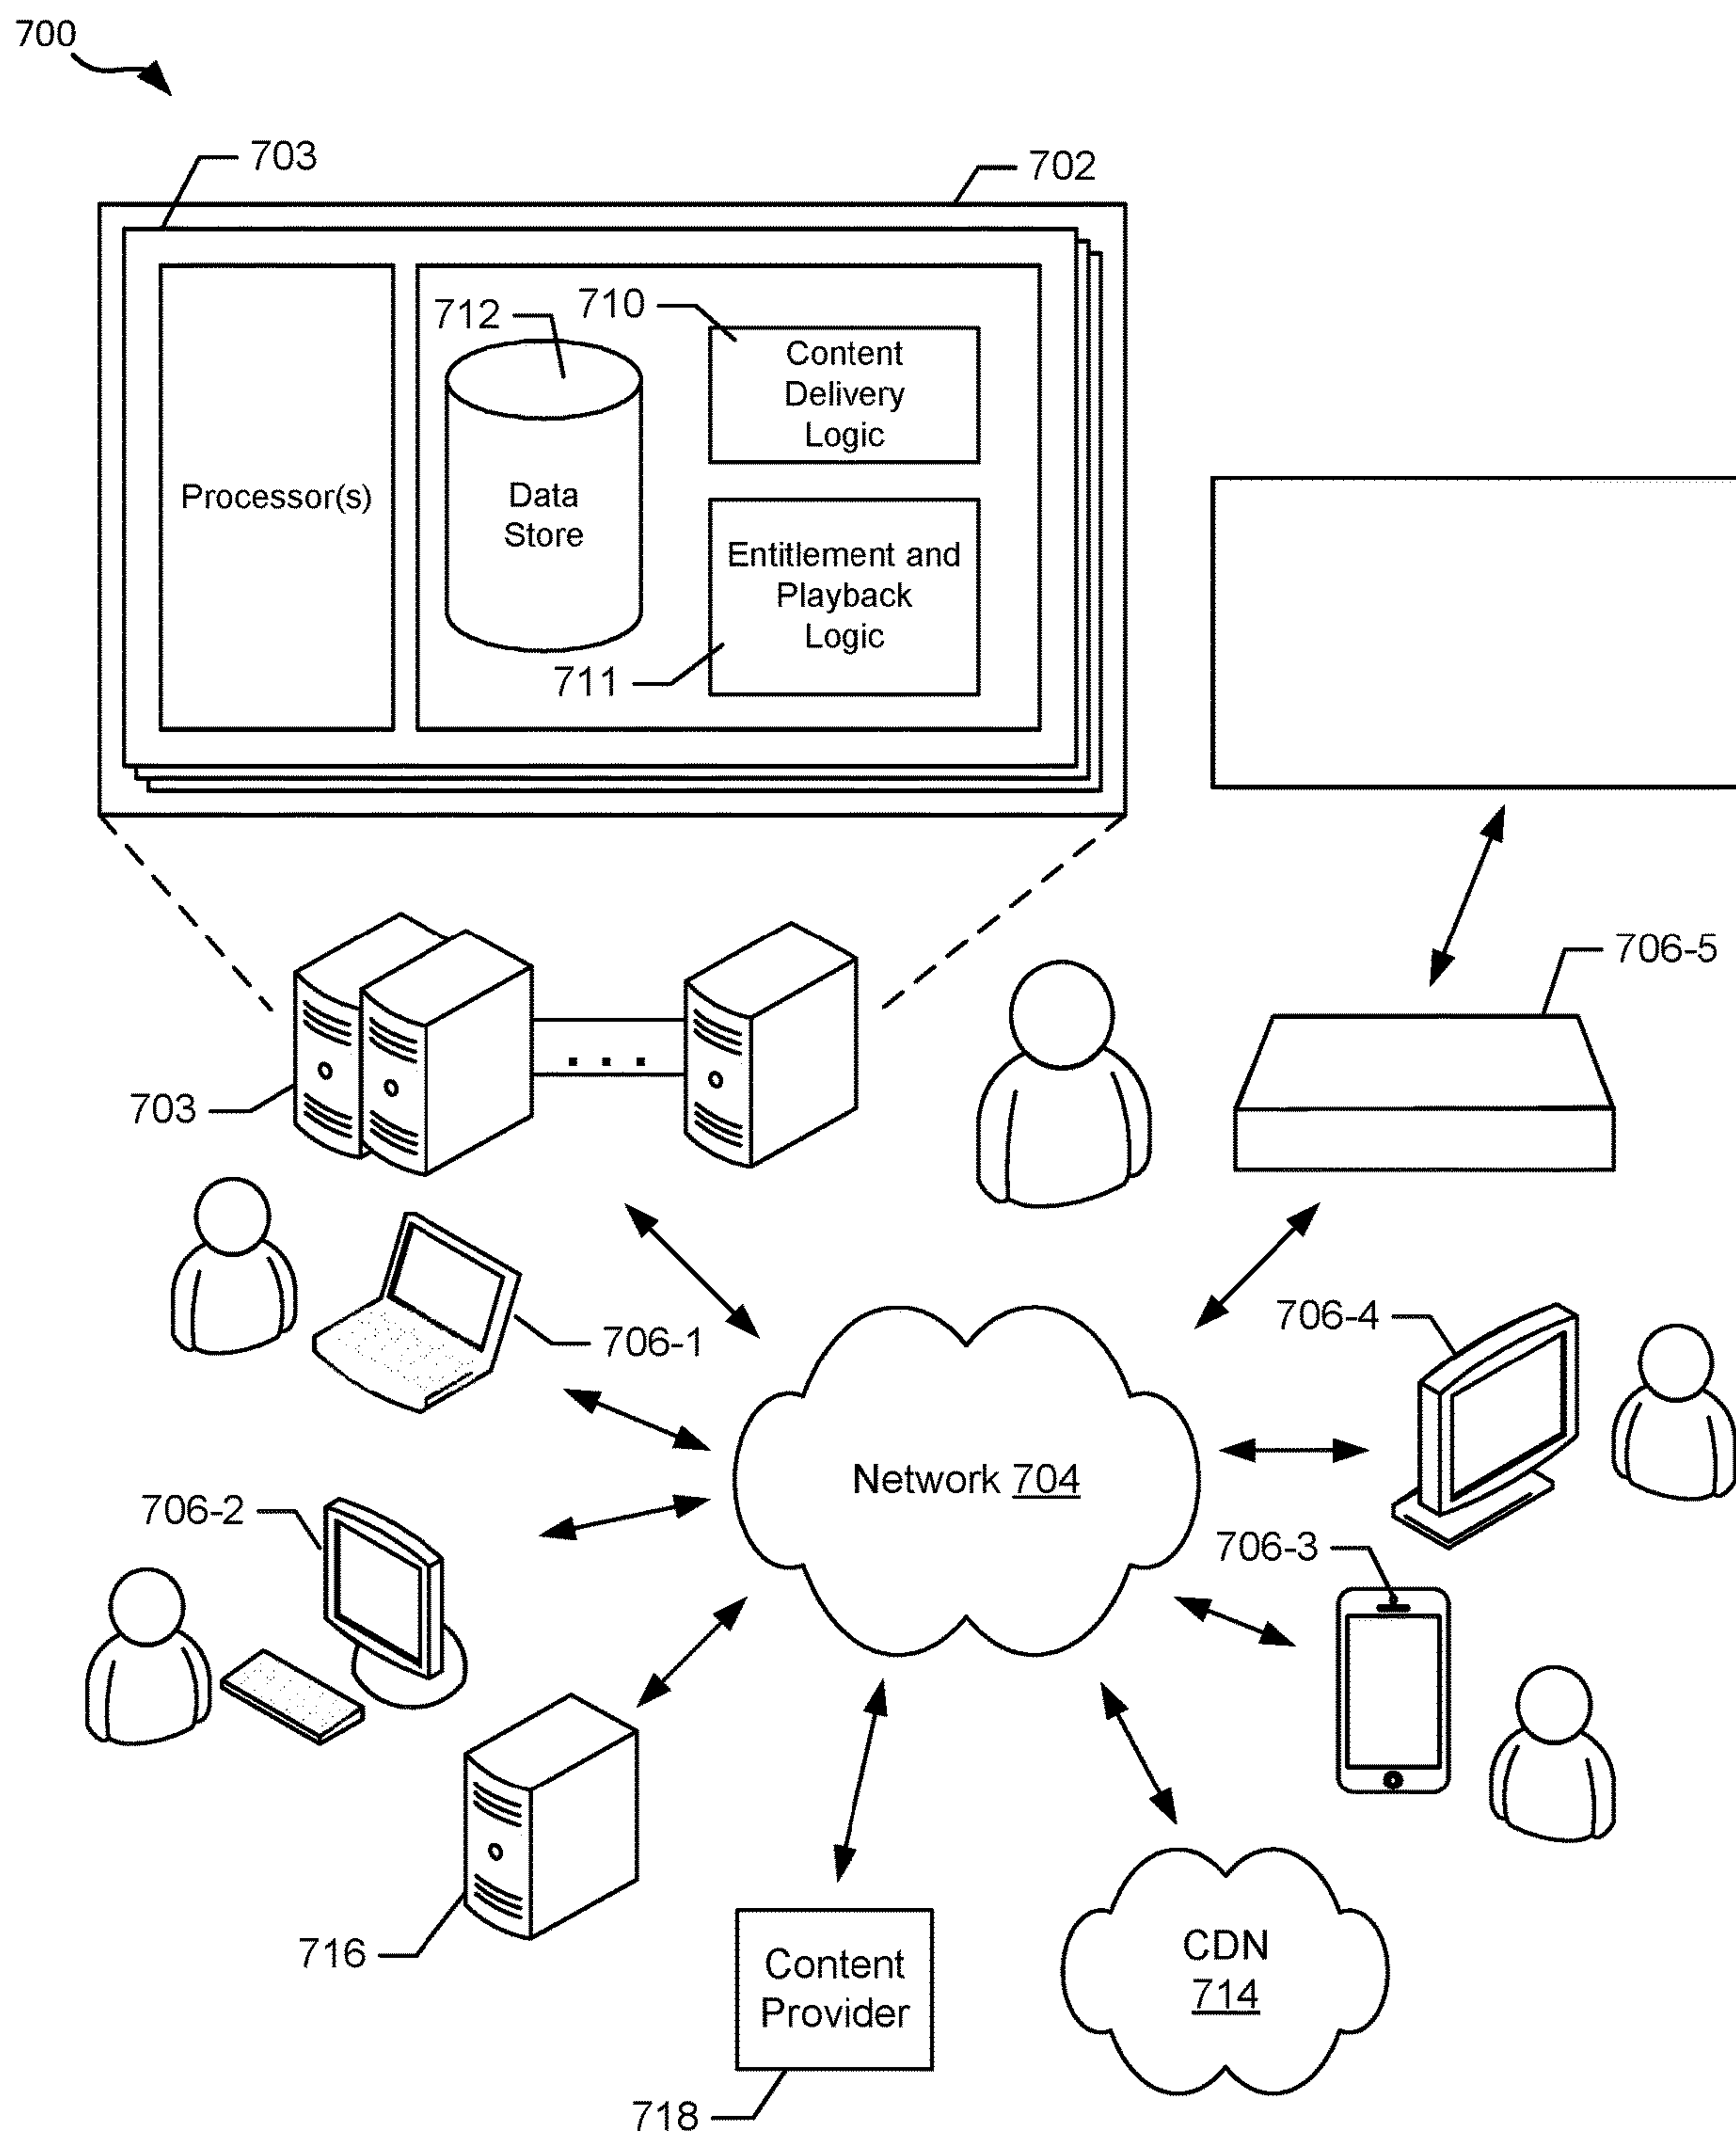 700
703
702
712
710
Content
Delivery
Logic
Processor(s)
Data
Store
Entitlement and
Playback
Logic
711
706-5
703
706-1
706-4
Network 704
706-2
706-3
716
Content
Provider
CDN
714
718